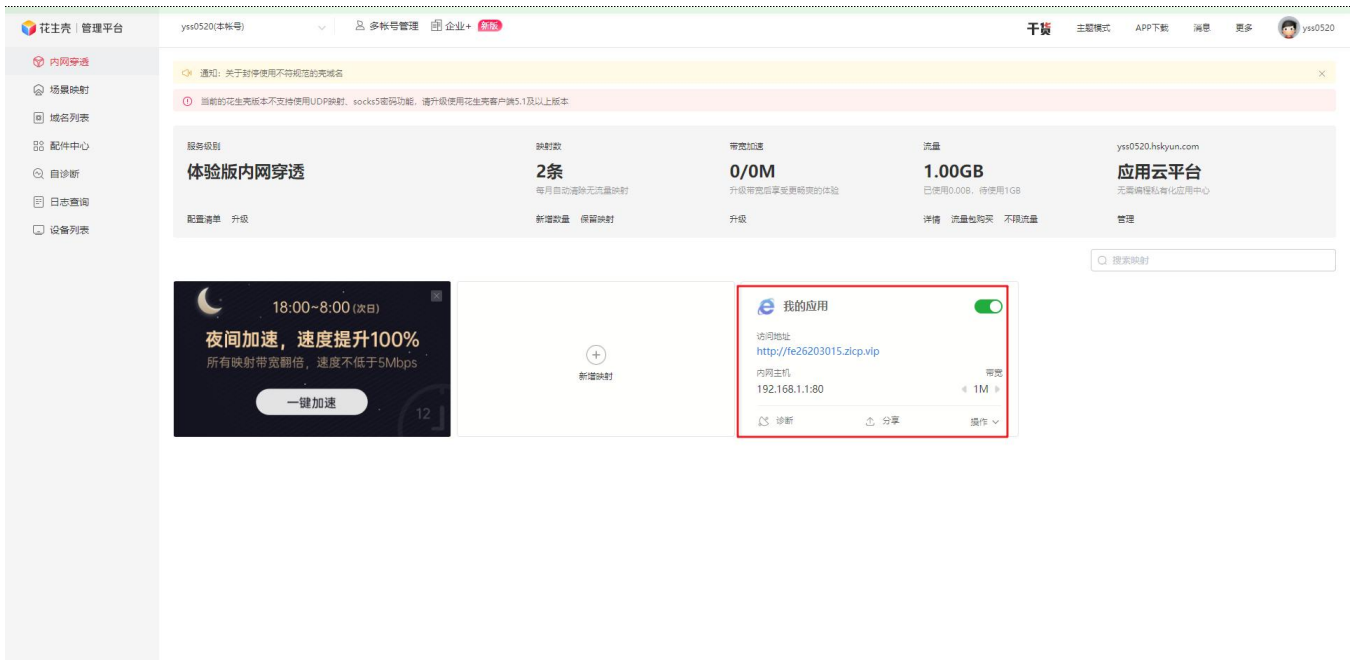 花生壳 | 管理平台
yss0520(本帐号)
多帐号管理
企业+ 新版
干货
主题模式
APP下载
消息
更多
yss0520
内网穿透
场景映射
域名列表
配件中心
自诊断
日志查询
设备列表
通知：关于封停使用不符规范的壳域名
当前的花生壳版本不支持使用UDP映射、socks5密码功能，请升级使用花生壳客户端5.1及以上版本
服务级别
体验版内网穿透
配置清单 升级
映射数
2条
每月自动清除无流量映射
新增数量 保留映射
带宽加速
0/0M
升级带宽后享受更畅爽的体验
升级
流量
1.00GB
已使用0.00B，待使用1GB
详情 流量包购买 不限流量
yss0520.hskyun.com
应用云平台
无需编程私有化应用中心
管理
搜索映射
18:00~8:00 (次日)
夜间加速，速度提升100%
所有映射带宽翻倍，速度不低于5Mbps
一键加速
12
新增映射
我的应用
访问地址
http://fe26203015.zicp.vip
内网主机 带宽
192.168.1.1:80 1M
诊断 分享 操作